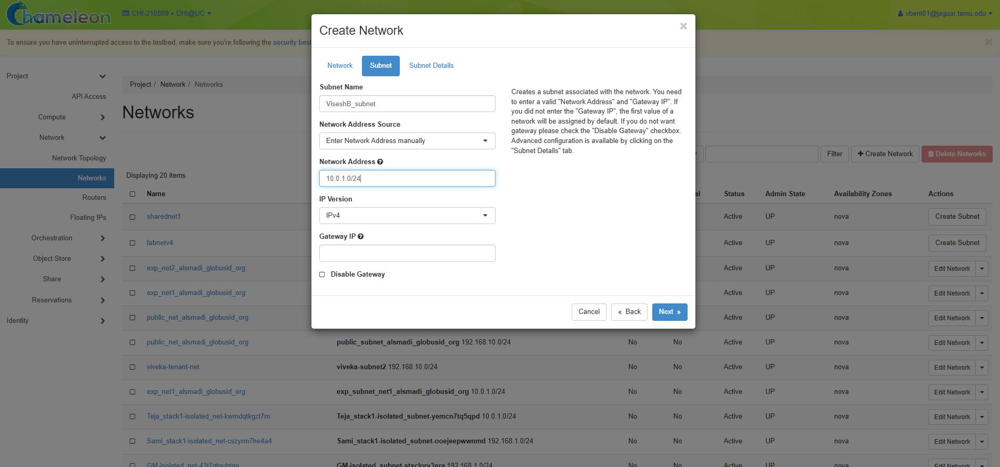 Chameleon
CHI-210889 • CHI@UC
vbent01@jaguar.tamu.edu
To ensure you have uninterrupted access to the testbed, make sure you're following the security best
Project
API Access
Compute
Network
Network Topology
Networks
Routers
Floating IPs
Orchestration
Object Store
Share
Reservations
Identity
Project / Network / Networks
Networks
Filter
+ Create Network
Delete Networks
Displaying 20 items
Name
Status Admin State Availability Zones Actions
sharednet1 Active UP nova Create Subnet
fabnetv4 Active UP nova Create Subnet
exp_net2_alsmadi_globusid_org Active UP nova Edit Network
exp_net1_alsmadi_globusid_org Active UP nova Edit Network
public_net_alsmadi_globusid_org Active UP nova Edit Network
public_net_alsmadi_globusid_org public_subnet_alsmadi_globusid_org 192.168.10.0/24 No No Active UP nova Edit Network
viveka-tenant-net viveka-subnet2 192.168.10.0/24 No No Active UP nova Edit Network
exp_net1_alsmadi_globusid_org exp_subnet_net1_alsmadi_globusid_org 10.0.1.0/24 No No Active UP nova Edit Network
Teja_stack1-isolated_net-kwmdqtkgzt7m Teja_stack1-isolated_subnet-yemcn7tq5qpd 10.0.1.0/24 No No Active UP nova Edit Network
Sami_stack1-isolated_net-cszyrm7he4a4 Sami_stack1-isolated_subnet-ooejeepwwnmd 192.168.1.0/24 No No Active UP nova Edit Network
GM-isolated_subnet-stxclory3nra 192.168.1.0/24 No No Active UP nova Edit Network
Create Network
×
Network
Subnet
Subnet Details
Subnet Name
ViseshB_subnet
Network Address Source
Enter Network Address manually
Network Address
10.0.1.0/24
IP Version
IPv4
Gateway IP
Disable Gateway
Creates a subnet associated with the network. You need
to enter a valid "Network Address" and "Gateway IP". If
you did not enter the "Gateway IP", the first value of a
network will be assigned by default. If you do not want
gateway please check the "Disable Gateway" checkbox.
Advanced configuration is available by clicking on the
"Subnet Details" tab.
Cancel
« Back
Next »